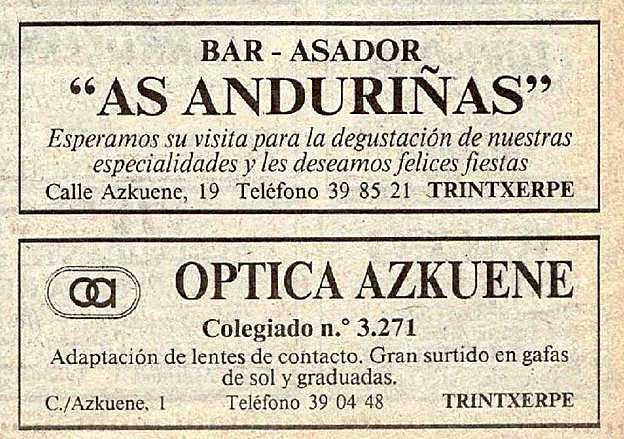 BAR - ASADOR
“AS ANDURIÑAS”
Esperamos su visita para la degustación de nuestras
especialidades y les deseamos felices fiestas
Calle Azkuene, 19 Teléfono 39 85 21 TRINTXERPE
oa OPTICA AZKUENE
Colegiado n.° 3.271
Adaptación de lentes de contacto. Gran surtido en gafas
de sol y graduadas.
C./Azkuene, 1 Teléfono 39 04 48 TRINTXERPE